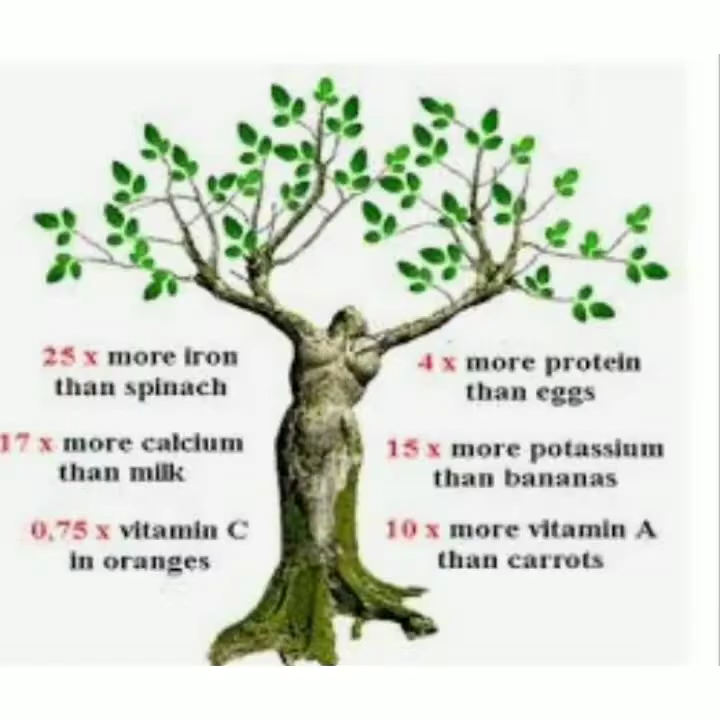 25 x more iron
than spinach
4 x more protein
than eggs
17 x more calcium
than milk
15 x more potassium
than bananas
0,75 x vitamin C
in oranges
10 x more vitamin A
than carrots